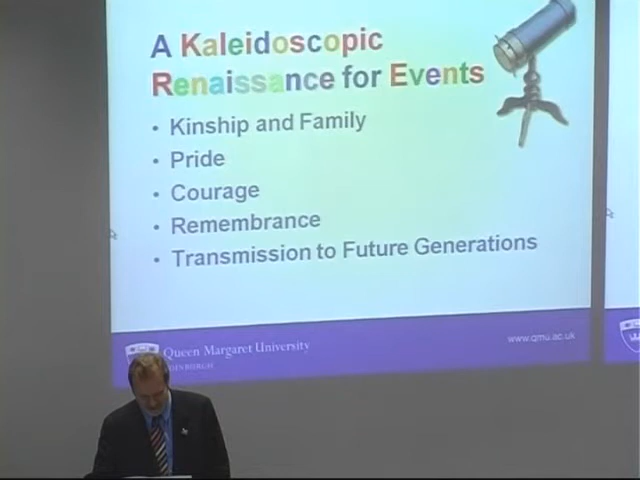 A Kaleidoscopic
Renaissance for Events
• Kinship and Family
• Pride
• Courage
• Remembrance
• Transmission to Future Generations
Queen Margaret University
EDINBURGH
www.qmu.ac.uk